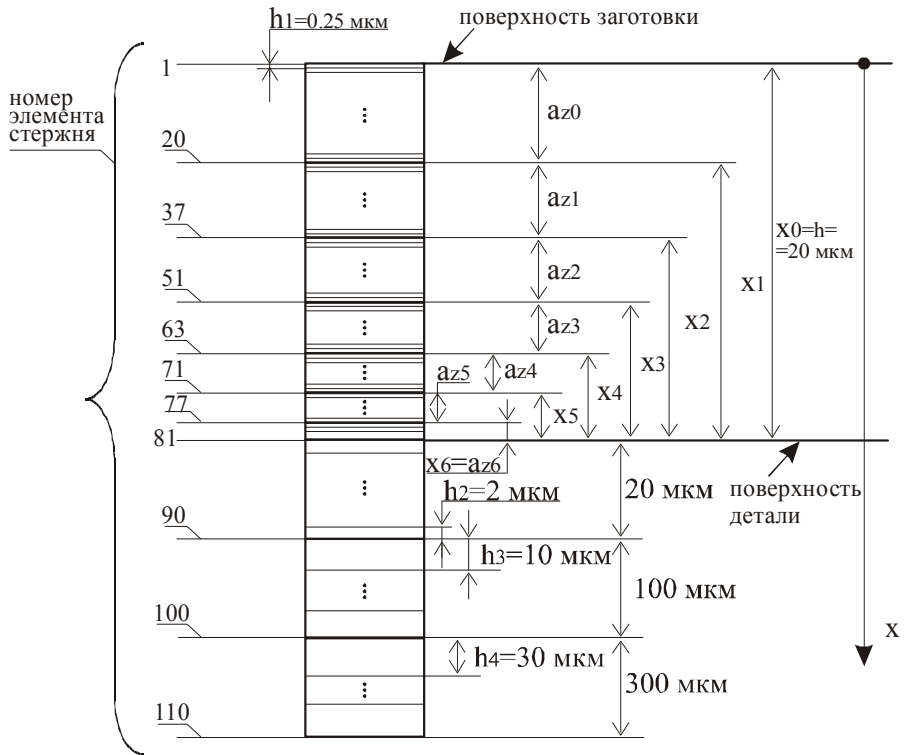 h1=0.25 мкм
поверхность заготовки
1
номер
элемента
стержня
az0
20
az1
37
x0=h=
=20 мкм
x1
az2
51
x2
az3
63
x3
az5
az4
71
x4
x5
77
81
x6=az6
h2=2 мкм
20 мкм
поверхность
детали
90
h3=10 мкм
100 мкм
100
x
h4=30 мкм
300 мкм
110